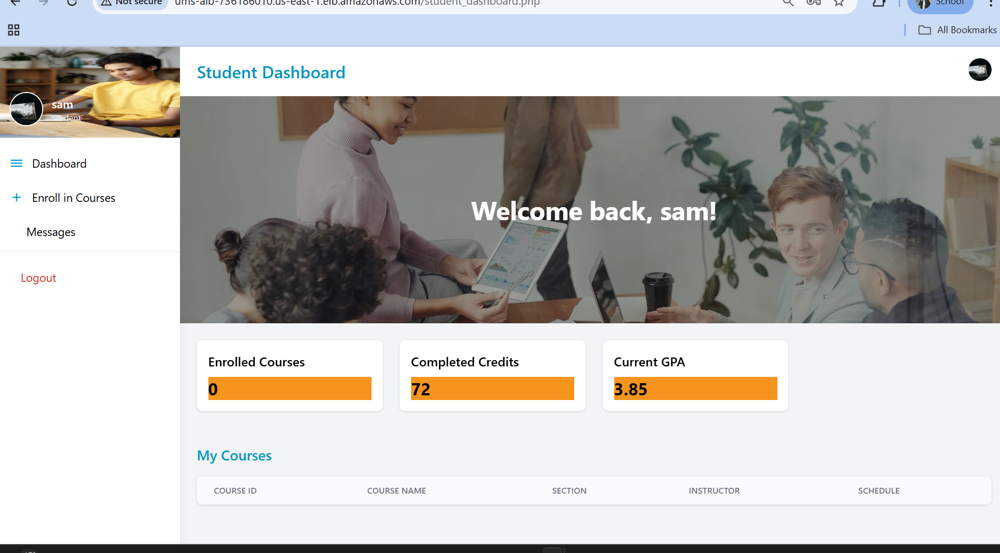 Not secure
ums-alb-736186010.us-east-1.elb.amazonaws.com/student_dashboard.php
School
All Bookmarks
sam
Student
Student Dashboard
Dashboard
Enroll in Courses
Messages
Logout
Welcome back, sam!
Enrolled Courses
0
Completed Credits
72
Current GPA
3.85
My Courses
COURSE ID COURSE NAME SECTION INSTRUCTOR SCHEDULE